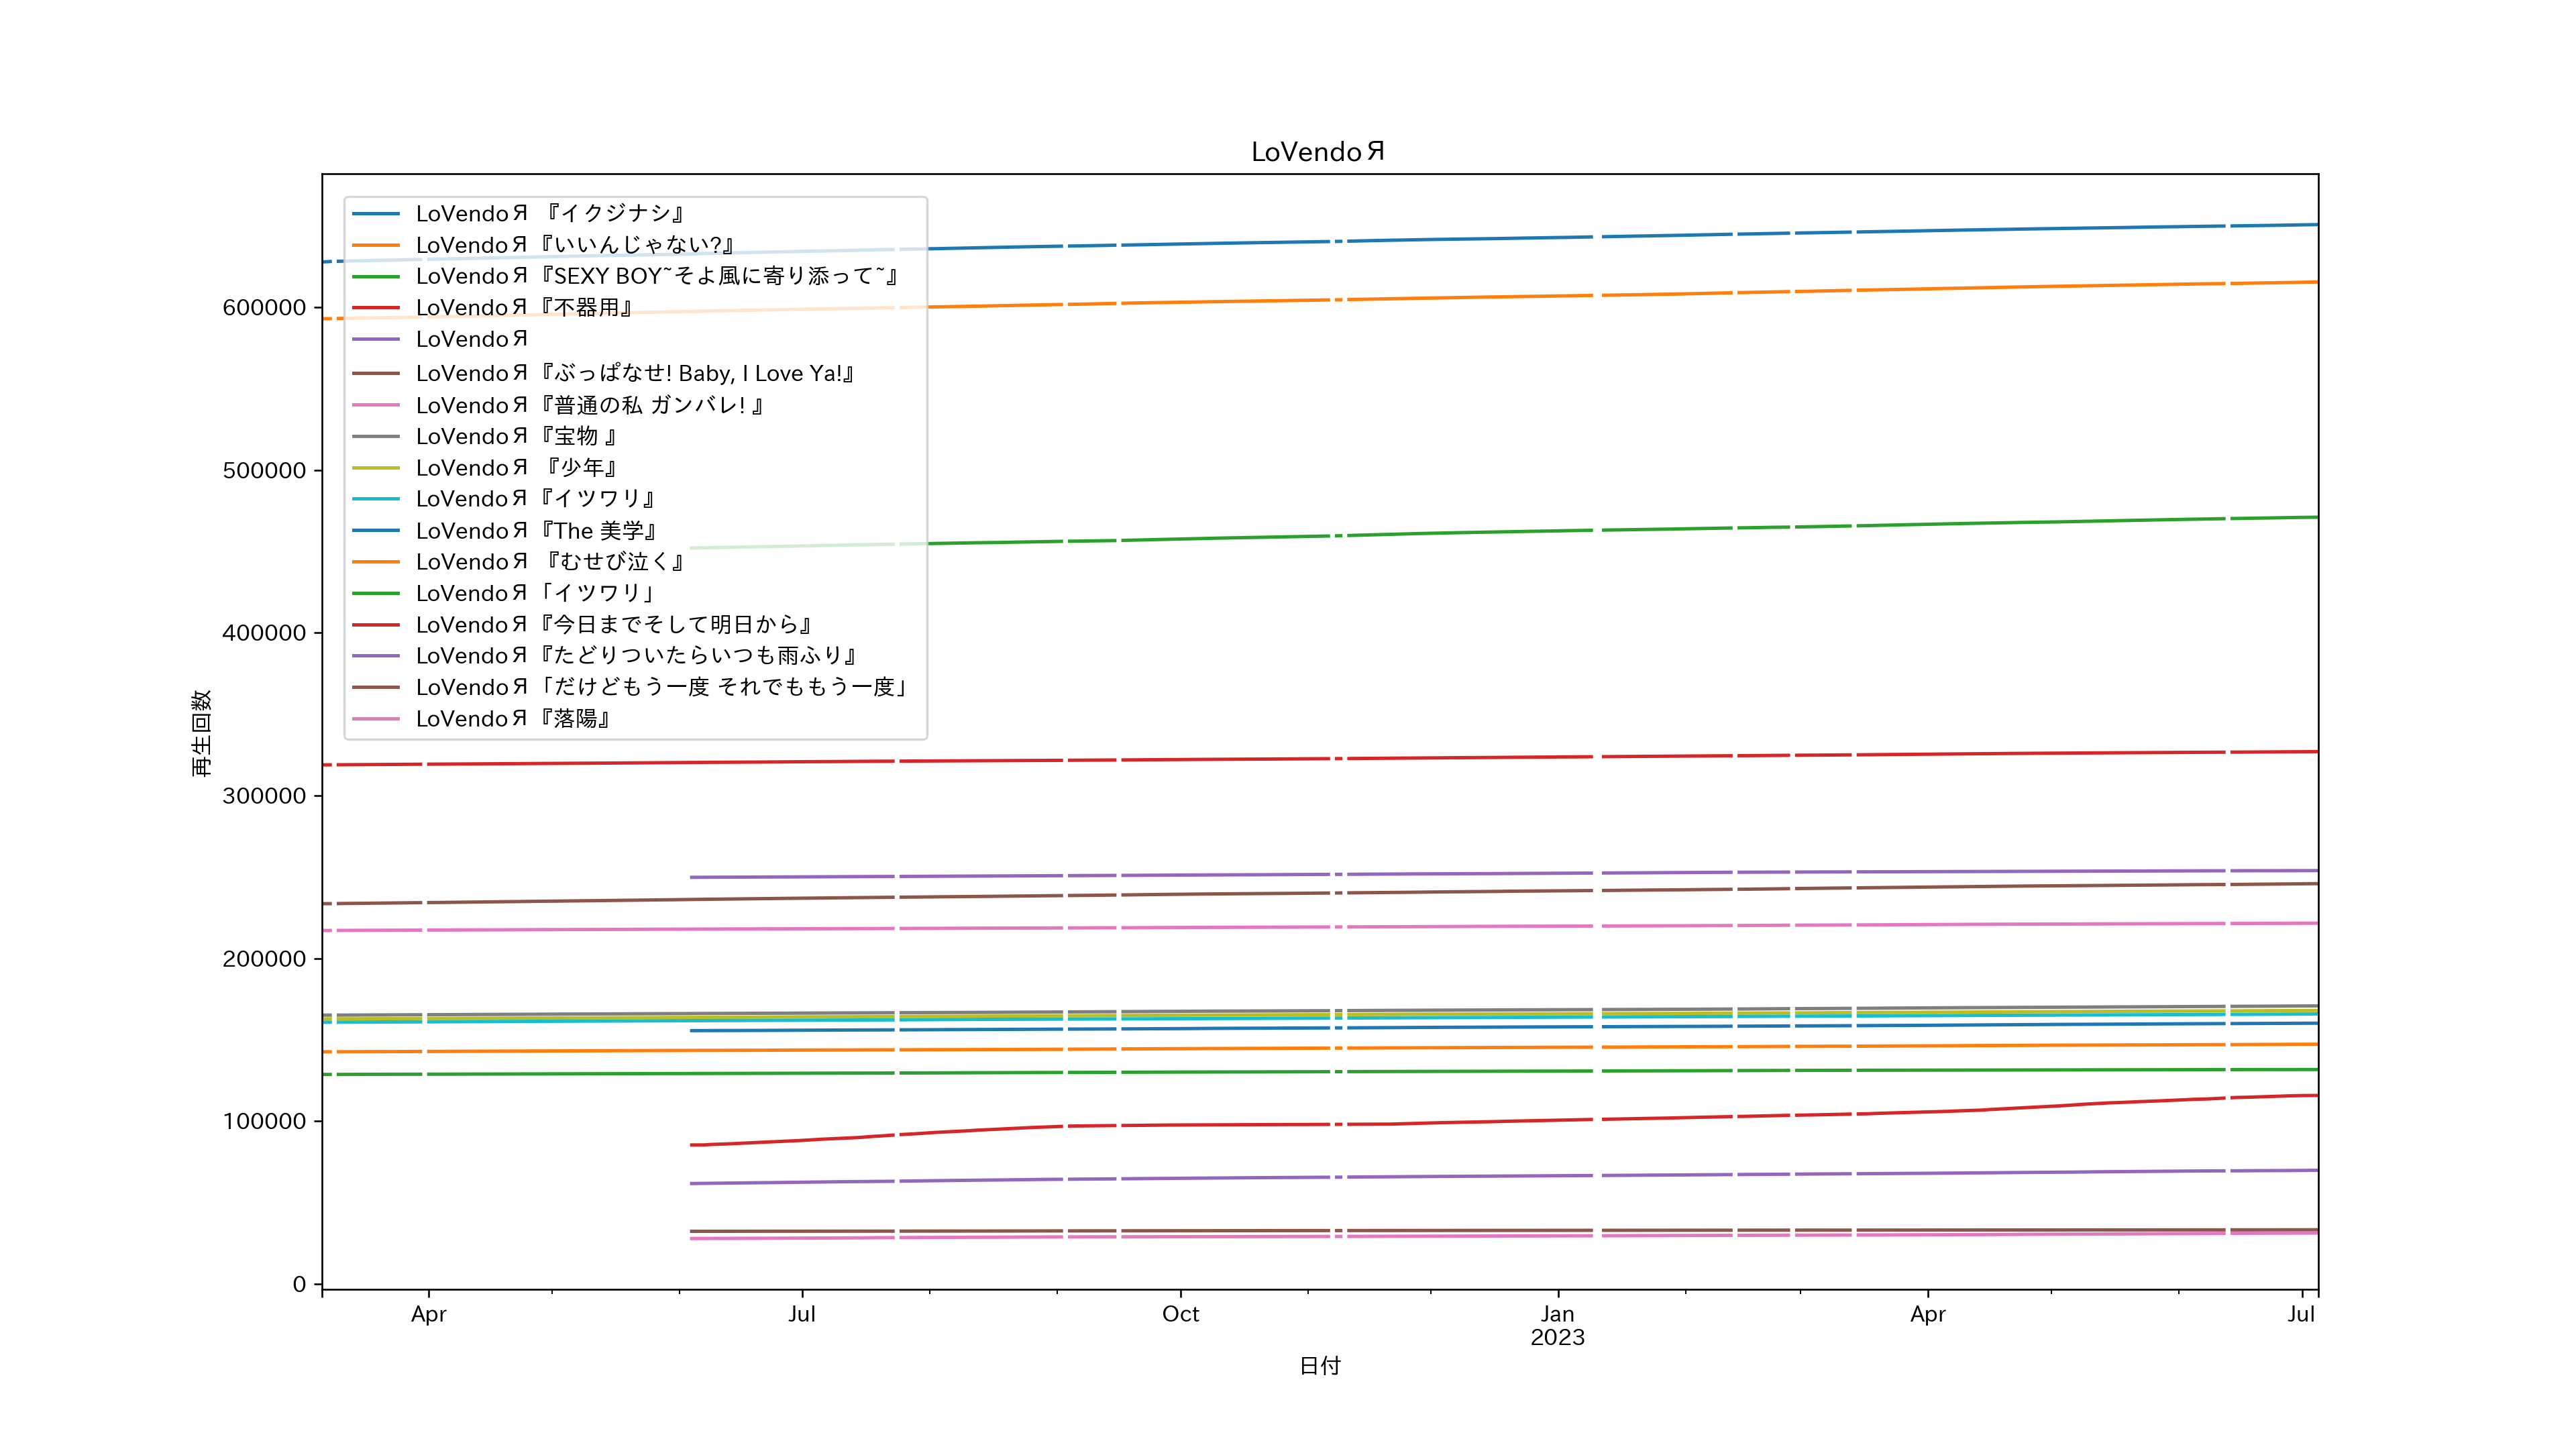 LoVendoЯ
LoVendoЯ 『イクジナシ』
LoVendoЯ『いいんじゃない?』
LoVendoЯ『SEXY BOY~そよ風に寄り添って~』
LoVendoЯ『不器用』
LoVendoЯ
LoVendoЯ『ぶっぱなせ! Baby, I Love Ya!』
LoVendoЯ『普通の私 ガンバレ! 』
LoVendoЯ『宝物 』
LoVendoЯ 『少年』
LoVendoЯ『イツワリ』
LoVendoЯ『The 美学』
LoVendoЯ 『むせび泣く』
LoVendoЯ「イツワリ」
LoVendoЯ『今日までそして明日から』
LoVendoЯ『たどりついたらいつも雨ふり』
LoVendoЯ「だけどもう一度 それでももう一度」
LoVendoЯ『落陽』
再生回数
600000
500000
400000
300000
200000
100000
0
Apr Jul Oct Jan Apr Jul
2023
日付